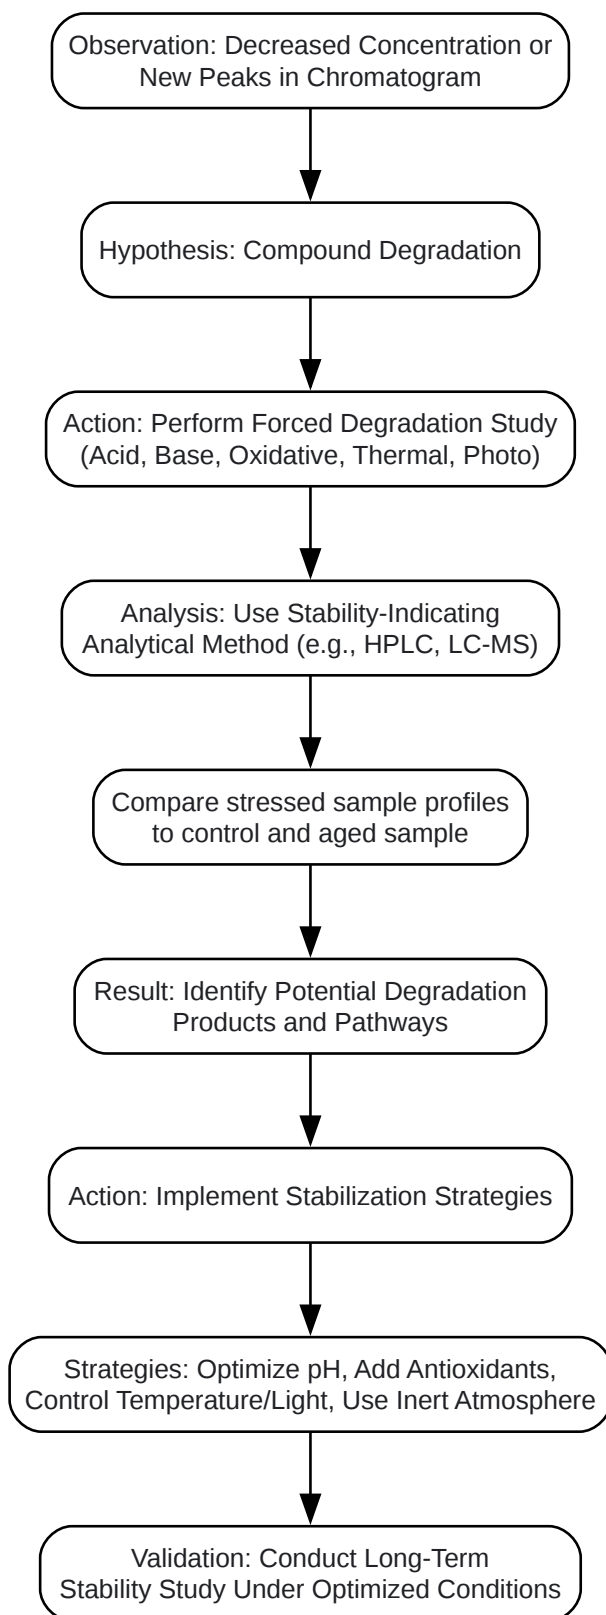 Observation: Decreased Concentration or
New Peaks in Chromatogram
Hypothesis: Compound Degradation
Action: Perform Forced Degradation Study
(Acid, Base, Oxidative, Thermal, Photo)
Analysis: Use Stability-Indicating
Analytical Method (e.g., HPLC, LC-MS)
Compare stressed sample profiles
to control and aged sample
Result: Identify Potential Degradation
Products and Pathways
Action: Implement Stabilization Strategies
Strategies: Optimize pH, Add Antioxidants,
Control Temperature/Light, Use Inert Atmosphere
Validation: Conduct Long-Term
Stability Study Under Optimized Conditions